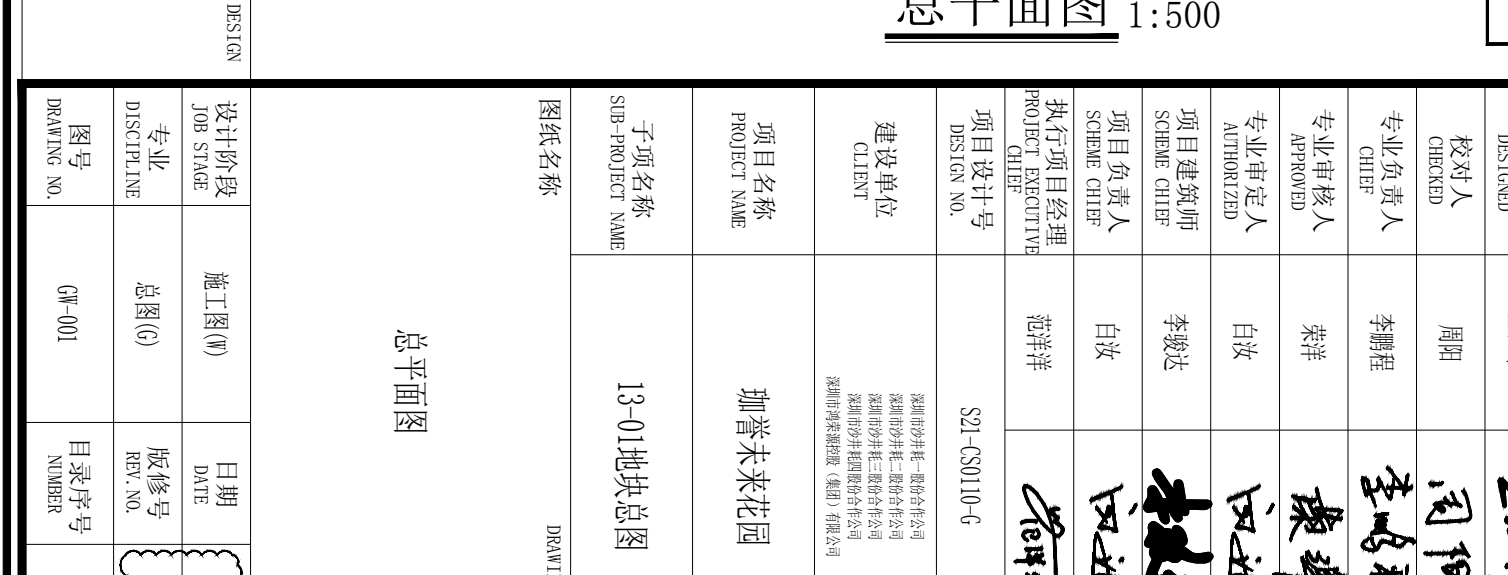 总平面图 1:500
DESIGN
DESIGNED
校对人
CHECKED
周阳
专业负责人
CHIEF
李鹏程
专业审核人
APPROVED
荣洋
专业审定人
AUTHORIZED
白汝
项目建筑师
SCHEME CHIEF
李骏达
项目负责人
SCHEME CHIEF
白汝
执行项目经理
PROJECT EXECUTIVE
CHIEF
范洋洋
项目设计号
DESIGN NO.
S21-CS0110-G
建设单位
CLIENT
深圳市沙井耗一股份合作公司
深圳市沙井耗二股份合作公司
深圳市沙井耗三股份合作公司
深圳市沙井耗四股份合作公司
深圳市鸿荣源控股（集团）有限公司
项目名称
PROJECT NAME
珈誉未来花园
子项名称
SUB-PROJECT NAME
13-01地块总图
图纸名称
DRAWI
总平面图
设计阶段
JOB STAGE
施工图(W)
日期
DATE
专业
DISCIPLINE
总图(G)
版修号
REV. NO.
图号
DRAWING NO.
GW-001
目录序号
NUMBER